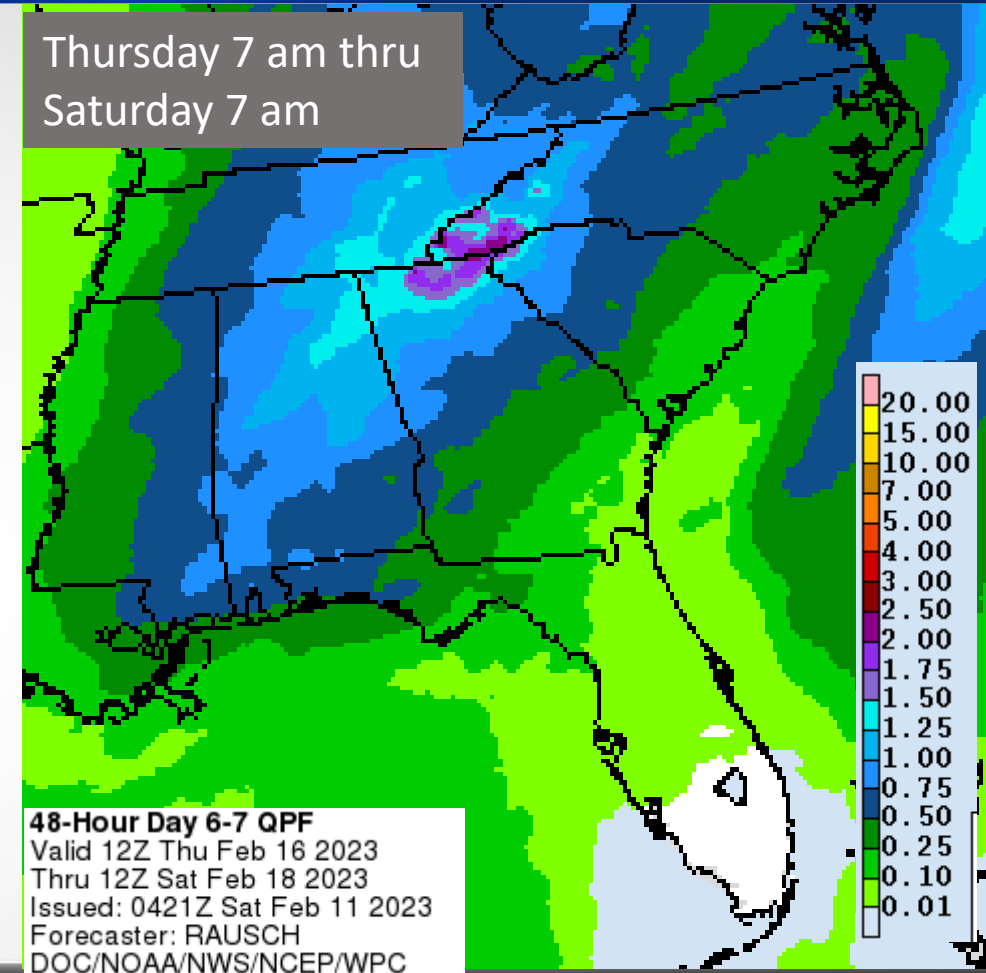 Thursday 7 am thru
Saturday 7 am
20.00
15.00
10.00
7.00
5.00
4.00
3.00
2.50
2.00
1.75
1.50
1.25
1.00
0.75
0.50
0.25
0.10
0.01
48-Hour Day 6-7 QPF
Valid 12Z Thu Feb 16 2023
Thru 12Z Sat Feb 18 2023
Issued: 0421Z Sat Feb 11 2023
Forecaster: RAUSCH
DOC/NOAA/NWS/NCEP/WPC